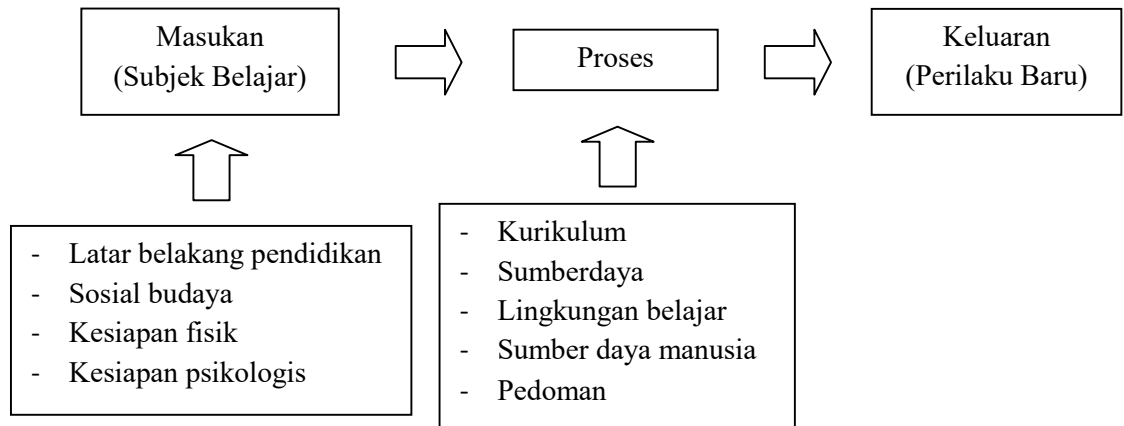 Masukan
(Subjek Belajar)
Proses
Keluaran
(Perilaku Baru)
- Latar belakang pendidikan
- Sosial budaya
- Kesiapan fisik
- Kesiapan psikologis
- Kurikulum
- Sumberdaya
- Lingkungan belajar
- Sumber daya manusia
- Pedoman